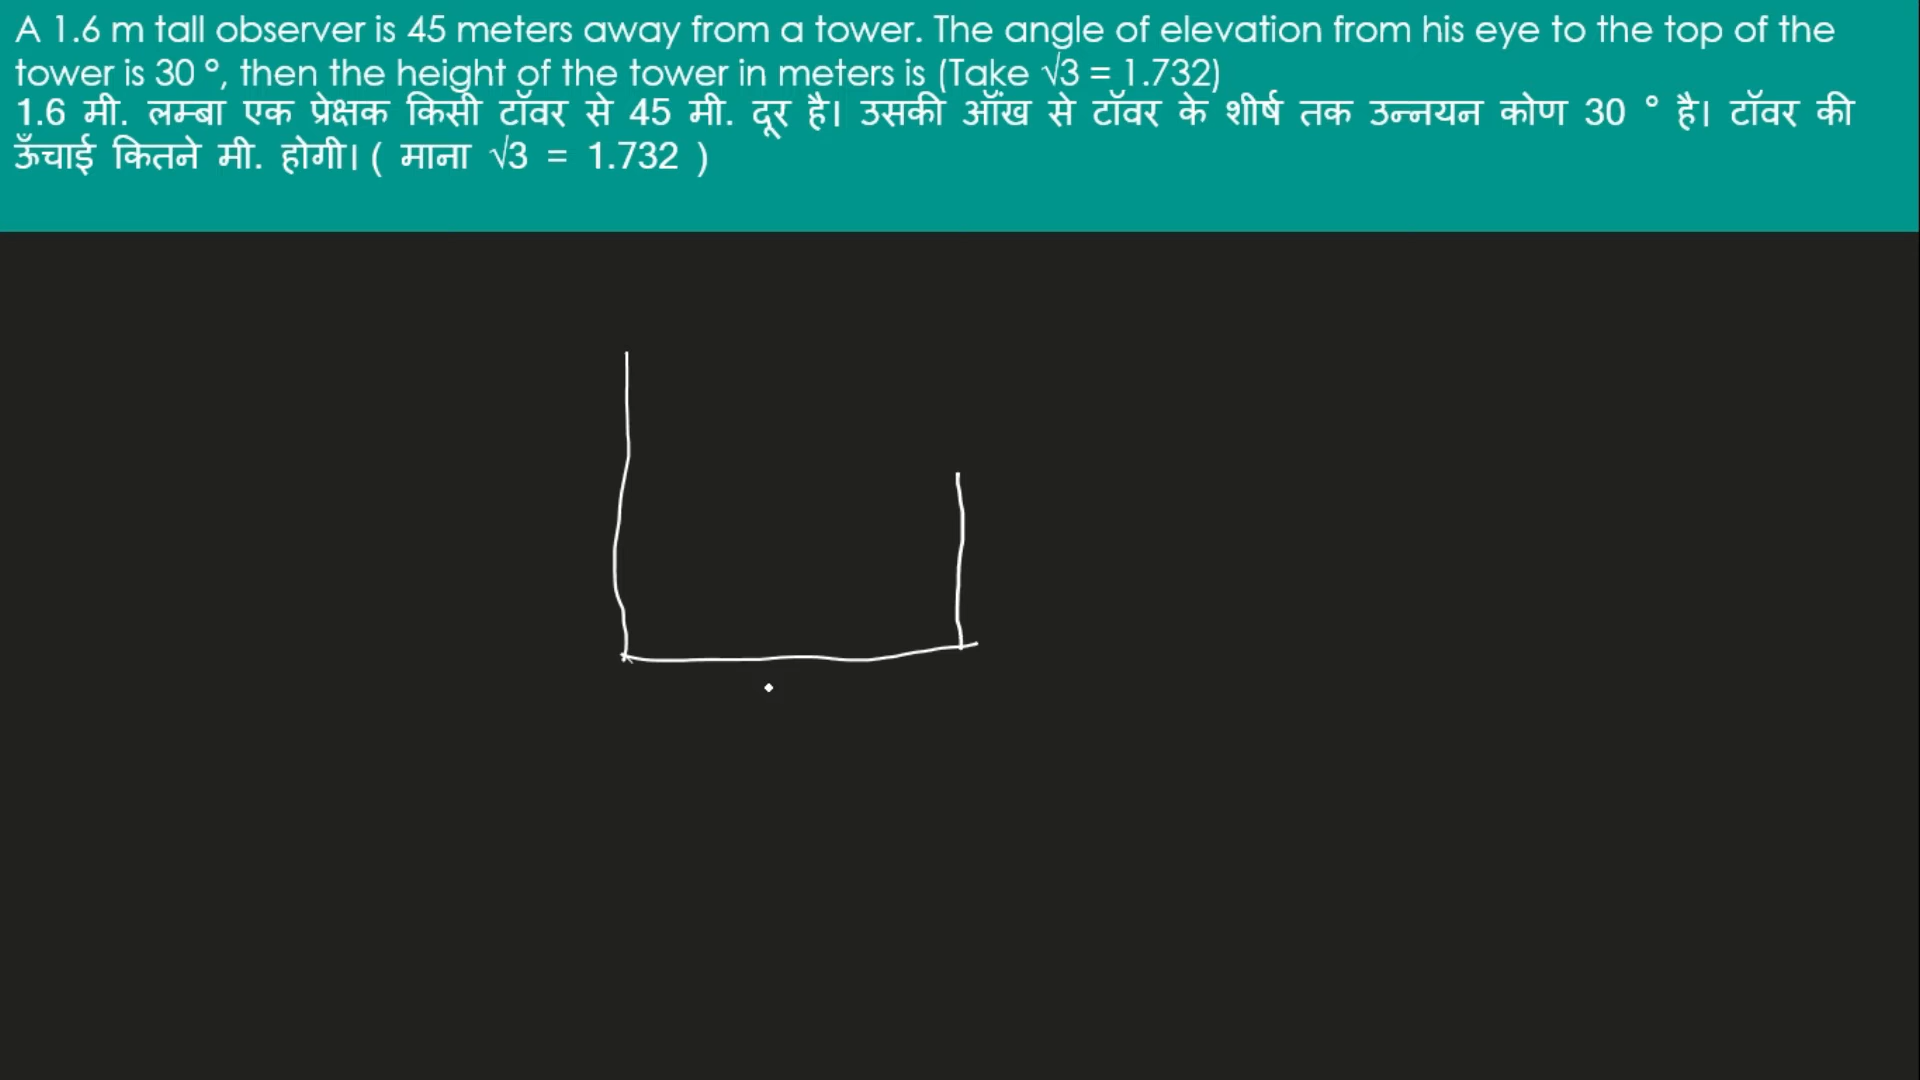 A 1.6 m tall observer is 45 meters away from a tower. The angle of elevation from his eye to the top of the
tower is 30 °, then the height of the tower in meters is (Take √3 = 1.732)
1.6 मी. लम्बा एक प्रेक्षक किसी टॉवर से 45 मी. दूर है। उसकी ऑंख से टॉवर के शीर्ष तक उन्नयन कोण 30 ° है। टॉवर की
ऊँचाई कितने मी. होगी। ( माना √3 = 1.732 )